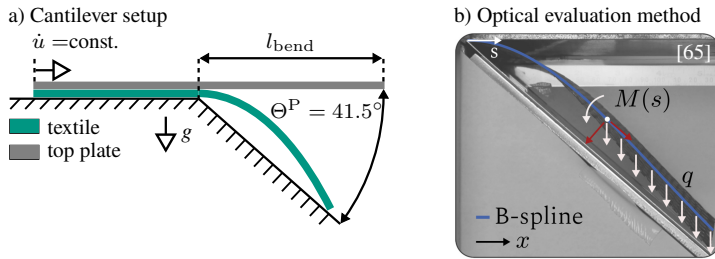 a) Cantilever setup
u̇ =const.
l_bend
Θ^P = 41.5°
g
textile
top plate
b) Optical evaluation method
s
[65]
M(s)
q
B-spline
x